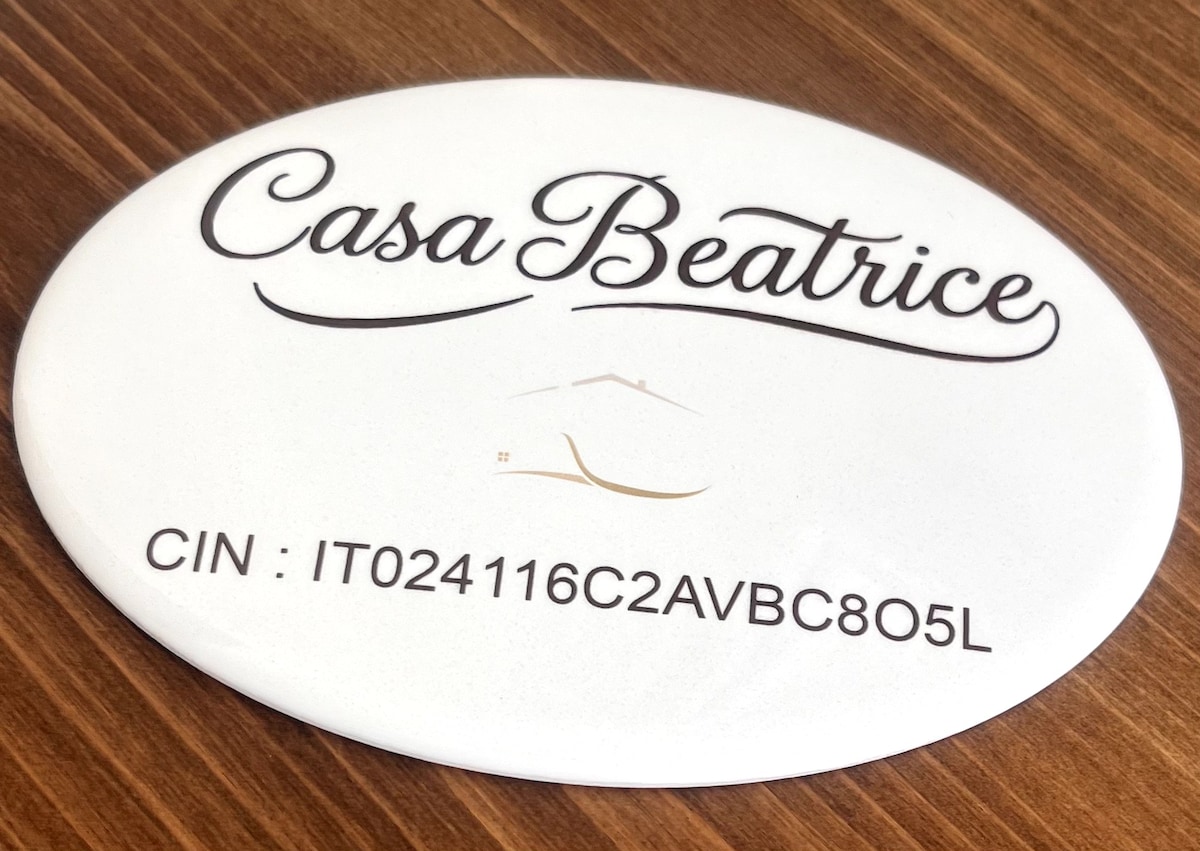 Casa Beatrice
CIN : IT024116C2AVBC8O5L